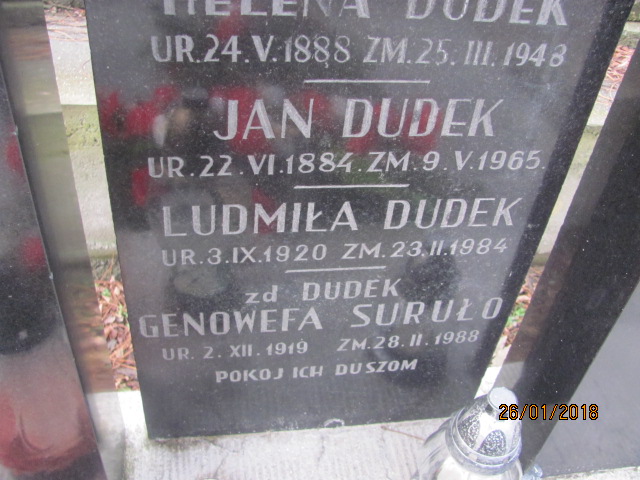 HELENA DUDEK
UR.24.V.1888 ZM.25.III.1948
JAN DUDEK
UR.22.VI.1884.ZM.9.V.1965.
LUDMIŁA DUDEK
UR.3.IX.1920 ZM.23.II.1984
zd DUDEK
GENOWEFA SURUŁO
UR. 2. XII. 1919 ZM.28.II.1988
POKOJ ICH DUSZOM
26/01/2018